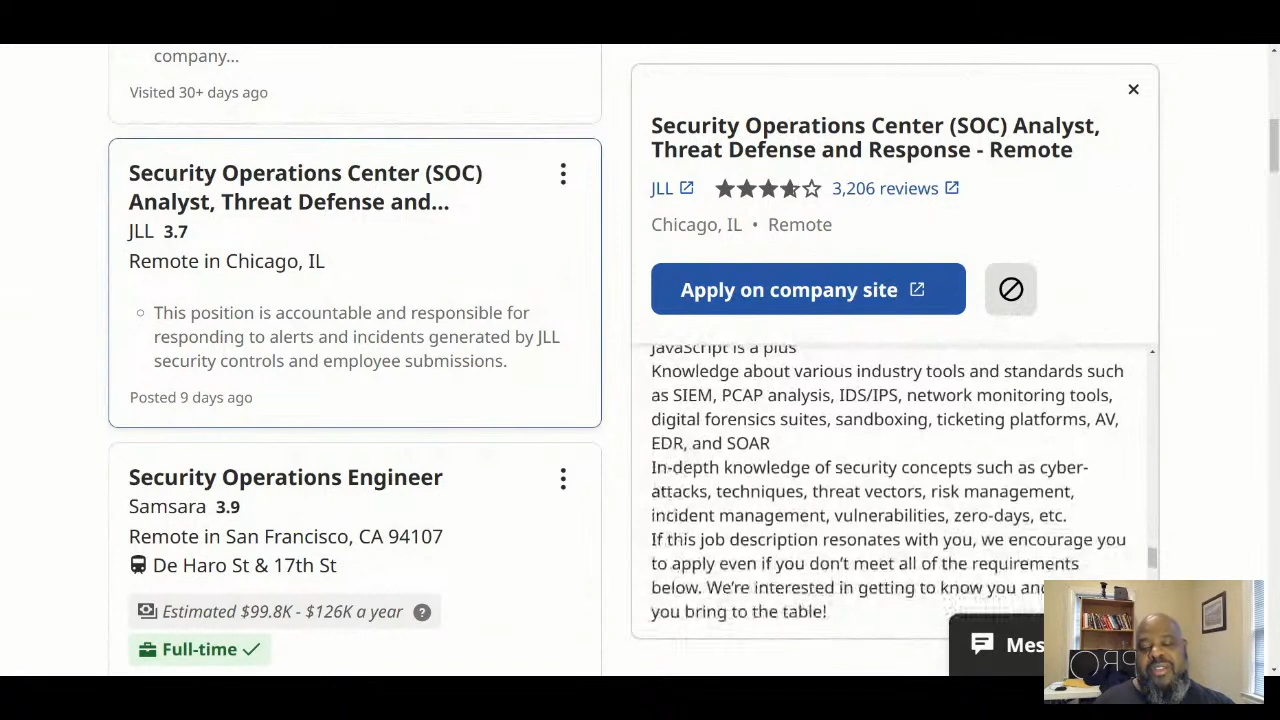 company...
Visited 30+ days ago
Security Operations Center (SOC)
Analyst, Threat Defense and...
JLL 3.7
Remote in Chicago, IL
This position is accountable and responsible for
responding to alerts and incidents generated by JLL
security controls and employee submissions.
Posted 9 days ago
Security Operations Engineer
Samsara 3.9
Remote in San Francisco, CA 94107
De Haro St & 17th St
Estimated $99.8K - $126K a year ?
Full-time
Security Operations Center (SOC) Analyst,
Threat Defense and Response - Remote
JLL 3,206 reviews
Chicago, IL • Remote
Apply on company site
JavaScript is a plus
Knowledge about various industry tools and standards such
as SIEM, PCAP analysis, IDS/IPS, network monitoring tools,
digital forensics suites, sandboxing, ticketing platforms, AV,
EDR, and SOAR
In-depth knowledge of security concepts such as cyber-
attacks, techniques, threat vectors, risk management,
incident management, vulnerabilities, zero-days, etc.
If this job description resonates with you, we encourage you
to apply even if you don’t meet all of the requirements
below. We’re interested in getting to know you and
you bring to the table!
Mes